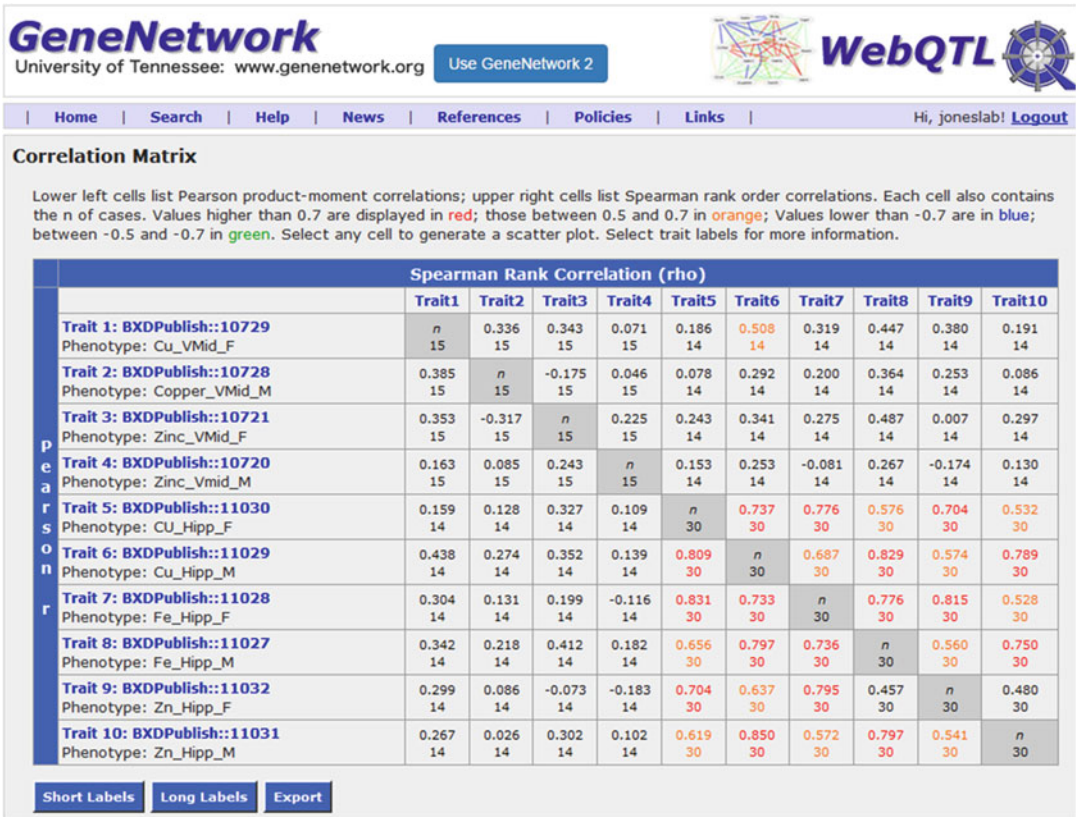 GeneNetwork
University of Tennessee: www.genenetwork.org
Use GeneNetwork 2
WebQTL
| Home | Search | Help | News | References | Policies | Links | Hi, joneslab! Logout
Correlation Matrix
Lower left cells list Pearson product-moment correlations; upper right cells list Spearman rank order correlations. Each cell also contains
the n of cases. Values higher than 0.7 are displayed in red; those between 0.5 and 0.7 in orange; Values lower than -0.7 are in blue;
between -0.5 and -0.7 in green. Select any cell to generate a scatter plot. Select trait labels for more information.
Spearman Rank Correlation (rho)
Trait1 Trait2 Trait3 Trait4 Trait5 Trait6 Trait7 Trait8 Trait9 Trait10
Pearson r
Trait 1: BXDPublish::10729 n 0.336 0.343 0.071 0.186 0.508 0.319 0.447 0.380 0.191
Phenotype: Cu_VMid_F 15 15 15 15 14 14 14 14 14 14
Trait 2: BXDPublish::10728 0.385 n -0.175 0.046 0.078 0.292 0.200 0.364 0.253 0.086
Phenotype: Copper_VMid_M 15 15 15 15 14 14 14 14 14 14
Trait 3: BXDPublish::10721 0.353 -0.317 n 0.225 0.243 0.341 0.275 0.487 0.007 0.297
Phenotype: Zinc_VMid_F 15 15 15 15 14 14 14 14 14 14
Trait 4: BXDPublish::10720 0.163 0.085 0.243 n 0.153 0.253 -0.081 0.267 -0.174 0.130
Phenotype: Zinc_Vmid_M 15 15 15 15 14 14 14 14 14 14
Trait 5: BXDPublish::11030 0.159 0.128 0.327 0.109 n 0.737 0.776 0.576 0.704 0.532
Phenotype: CU_Hipp_F 14 14 14 14 30 30 30 30 30 30
Trait 6: BXDPublish::11029 0.438 0.274 0.352 0.139 0.809 n 0.687 0.829 0.574 0.789
Phenotype: Cu_Hipp_M 14 14 14 14 30 30 30 30 30 30
Trait 7: BXDPublish::11028 0.304 0.131 0.199 -0.116 0.831 0.733 n 0.776 0.815 0.528
Phenotype: Fe_Hipp_F 14 14 14 14 30 30 30 30 30 30
Trait 8: BXDPublish::11027 0.342 0.218 0.412 0.182 0.656 0.797 0.736 n 0.560 0.750
Phenotype: Fe_Hipp_M 14 14 14 14 30 30 30 30 30 30
Trait 9: BXDPublish::11032 0.299 0.086 -0.073 -0.183 0.704 0.637 0.795 0.457 n 0.480
Phenotype: Zn_Hipp_F 14 14 14 14 30 30 30 30 30 30
Trait 10: BXDPublish::11031 0.267 0.026 0.302 0.102 0.619 0.850 0.572 0.797 0.541 n
Phenotype: Zn_Hipp_M 14 14 14 14 30 30 30 30 30 30
Short Labels Long Labels Export